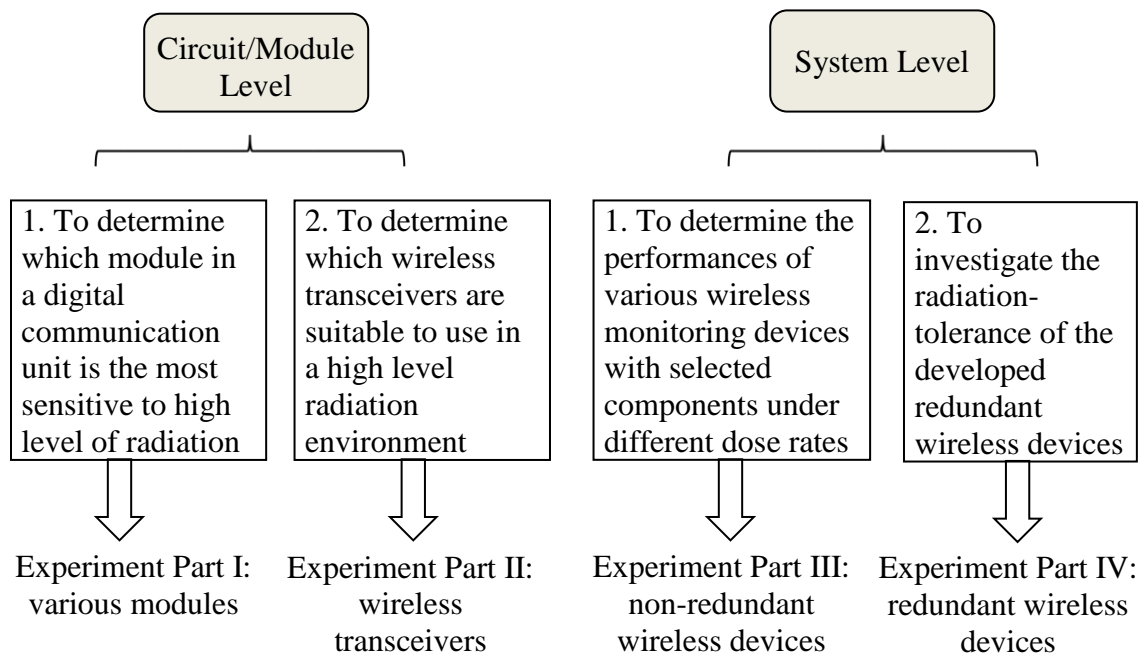 Circuit/Module
Level
System Level
1. To determine
which module in
a digital
communication
unit is the most
sensitive to high
level of radiation
2. To determine
which wireless
transceivers are
suitable to use in
a high level
radiation
environment
1. To determine the
performances of
various wireless
monitoring devices
with selected
components under
different dose rates
2. To
investigate the
radiation-
tolerance of the
developed
redundant
wireless devices
Experiment Part I:
various modules
Experiment Part II:
wireless
transceivers
Experiment Part III:
non-redundant
wireless devices
Experiment Part IV:
redundant wireless
devices